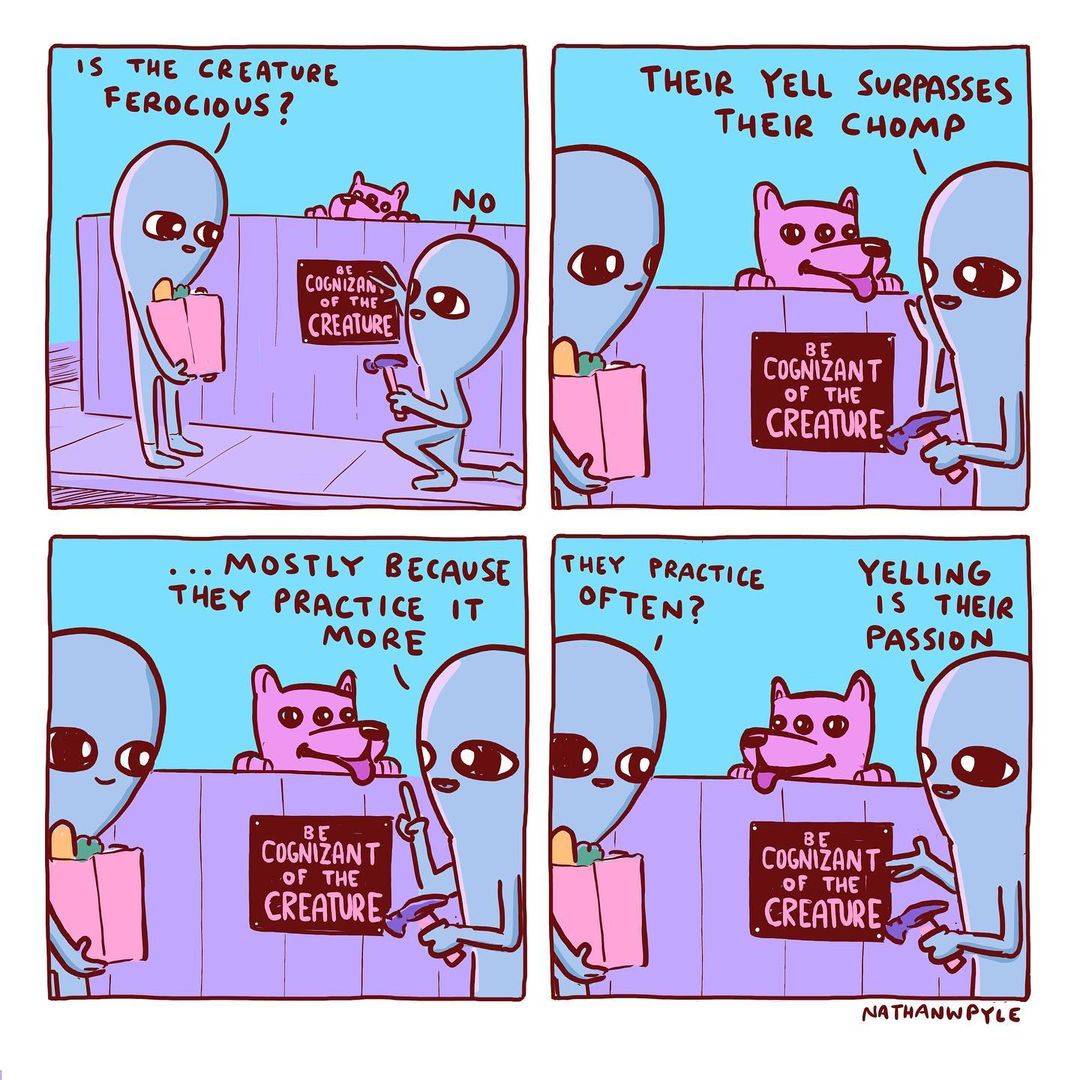 IS THE CREATURE
FEROCIOUS?
NO
BE
COGNIZAN
OF THE
CREATURE
THEIR YELL SURPASSES
THEIR CHOMP
BE
COGNIZANT
OF THE
CREATURE
... MOSTLY BECAUSE
THEY PRACTICE IT
MORE
BE
COGNIZANT
OF THE
CREATURE
THEY PRACTICE
OFTEN?
YELLING
IS THEIR
PASSION
BE
COGNIZANT
OF THE
CREATURE
NATHANWPYLE